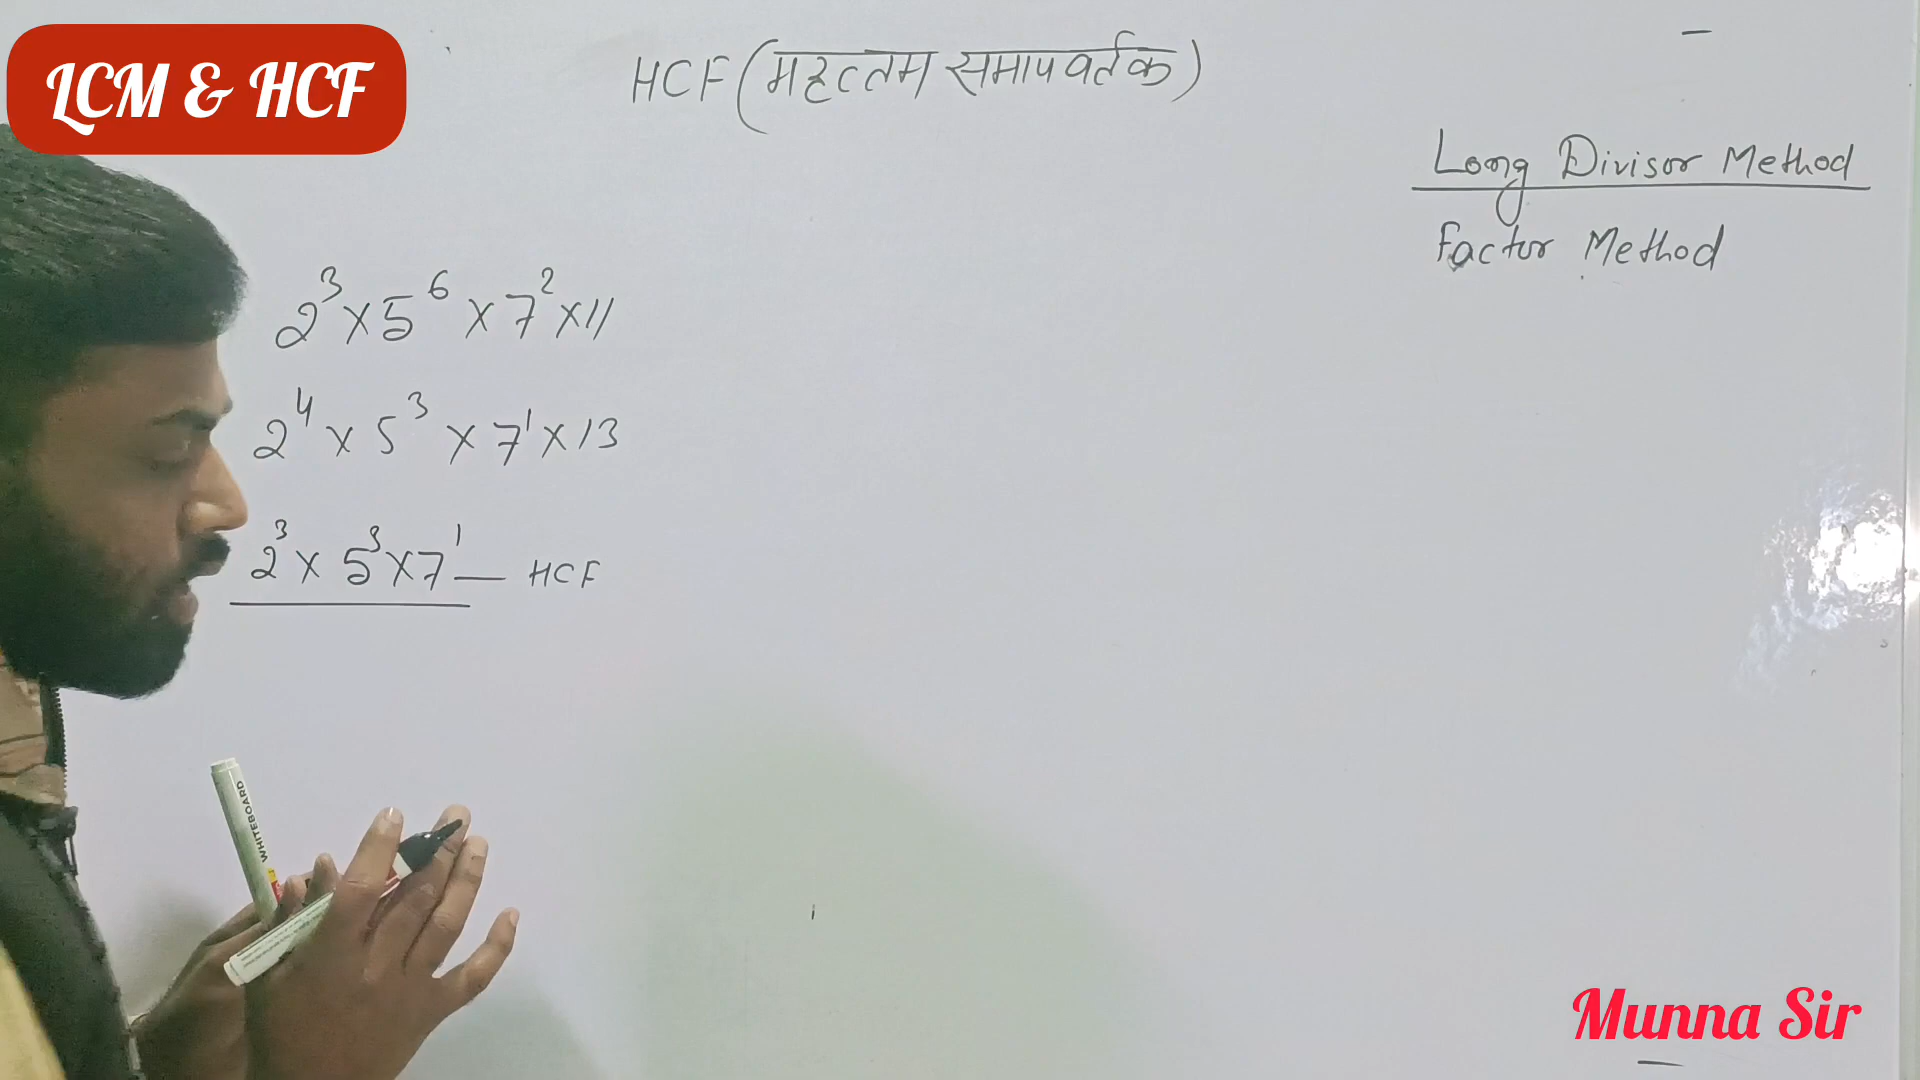 LCM & HCF
HCF (महत्तम समापवर्तक)
Long Divisor Method
Factor Method
2³ × 5⁶ × 7² × 11
2⁴ × 5³ × 7¹ × 13
2³ × 5³ × 7¹ — HCF
WHITEBOARD
Munna Sir